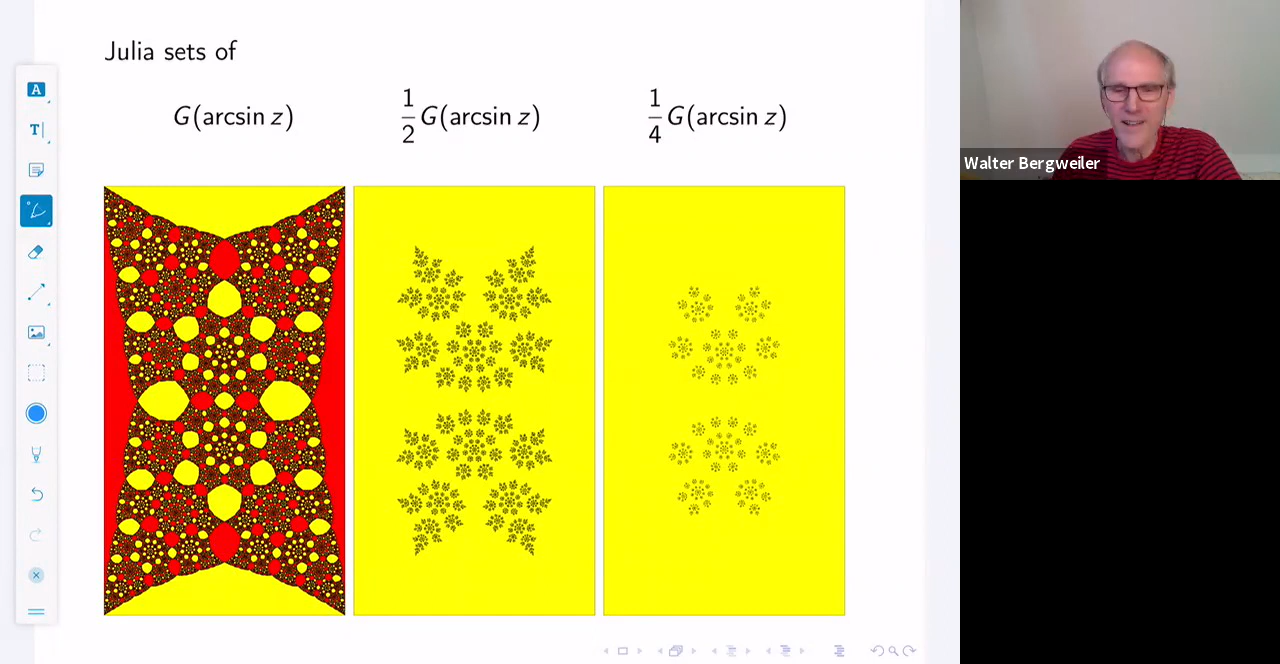 Julia sets of
G(arcsin z)
1/2 G(arcsin z)
1/4 G(arcsin z)
A
T
Walter Bergweiler